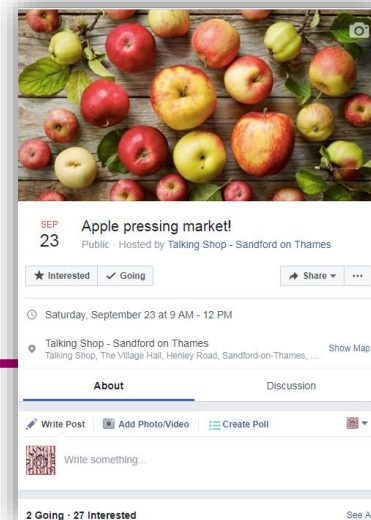 SEP
23
Apple pressing market!
Public · Hosted by Talking Shop - Sandford on Thames
Interested
Going
Share
Saturday, September 23 at 9 AM - 12 PM
Talking Shop - Sandford on Thames
Talking Shop, The Village Hall, Henley Road, Sandford-on-Thames, ...
Show Map
About
Discussion
Write Post
Add Photo/Video
Create Poll
Write something...
2 Going · 27 Interested
See A